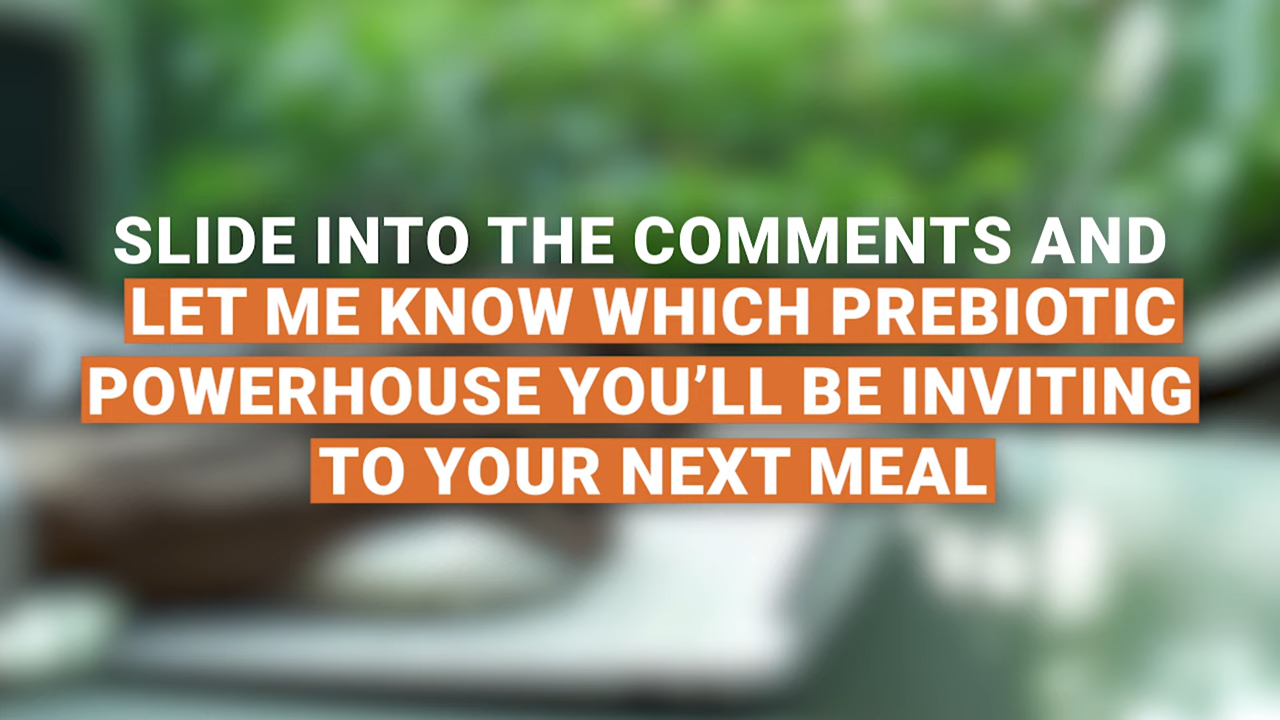 SLIDE INTO THE COMMENTS AND
LET ME KNOW WHICH PREBIOTIC
POWERHOUSE YOU’LL BE INVITING
TO YOUR NEXT MEAL